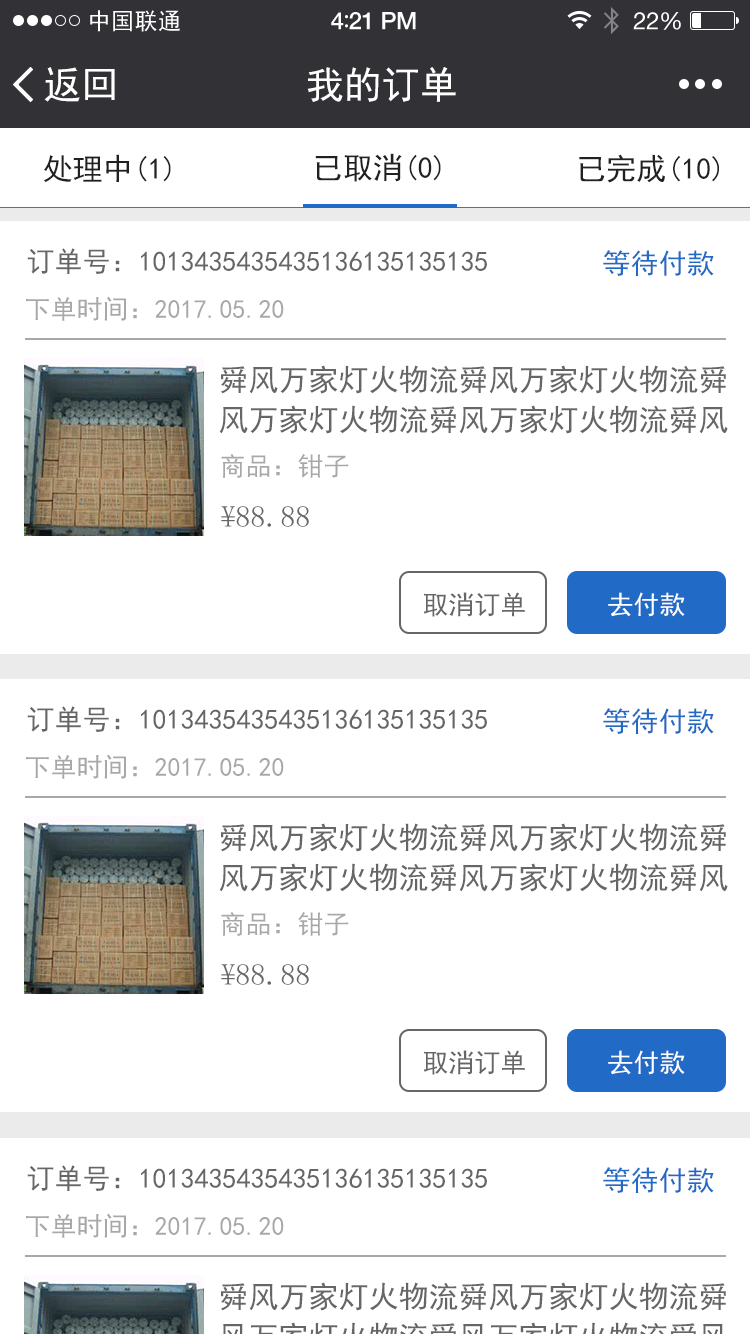 中国联通 4:21 PM 22%
返回 我的订单
处理中(1) 已取消(0) 已完成(10)
订单号：1013435435435136135135135 等待付款
下单时间：2017.05.20
舜风万家灯火物流舜风万家灯火物流舜
风万家灯火物流舜风万家灯火物流舜风
商品：钳子
¥88.88
取消订单 去付款
订单号：1013435435435136135135135 等待付款
下单时间：2017.05.20
舜风万家灯火物流舜风万家灯火物流舜
风万家灯火物流舜风万家灯火物流舜风
商品：钳子
¥88.88
取消订单 去付款
订单号：1013435435435136135135135 等待付款
下单时间：2017.05.20
舜风万家灯火物流舜风万家灯火物流舜